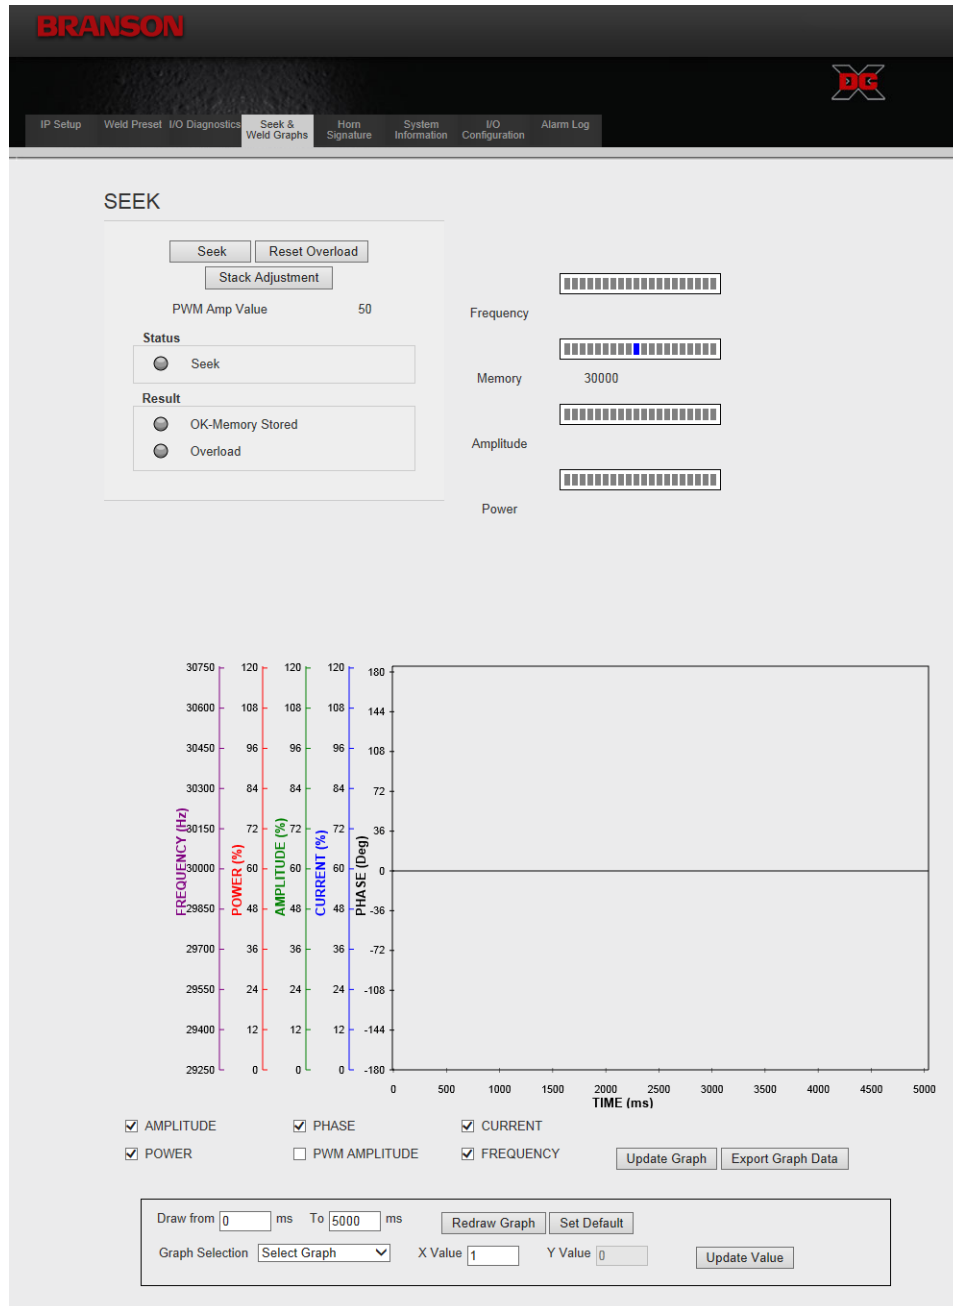 BRANSON
DG
IP Setup Weld Preset I/O Diagnostics Seek & Weld Graphs Horn Signature System Information I/O Configuration Alarm Log
SEEK
Seek Reset Overload
Stack Adjustment
PWM Amp Value 50
Status
Seek
Result
OK-Memory Stored
Overload
Frequency
Memory 30000
Amplitude
Power
FREQUENCY (Hz)
30750
30600
30450
30300
30150
30000
29850
29700
29550
29400
29250
POWER (%)
120
108
96
84
72
60
48
36
24
12
0
AMPLITUDE (%)
120
108
96
84
72
60
48
36
24
12
0
CURRENT (%)
120
108
96
84
72
60
48
36
24
12
0
PHASE (Deg)
180
144
108
72
36
0
-36
-72
-108
-144
-180
0 500 1000 1500 2000 2500 3000 3500 4000 4500 5000
TIME (ms)
AMPLITUDE PHASE CURRENT
POWER PWM AMPLITUDE FREQUENCY Update Graph Export Graph Data
Draw from 0 ms To 5000 ms Redraw Graph Set Default
Graph Selection Select Graph X Value 1 Y Value 0 Update Value